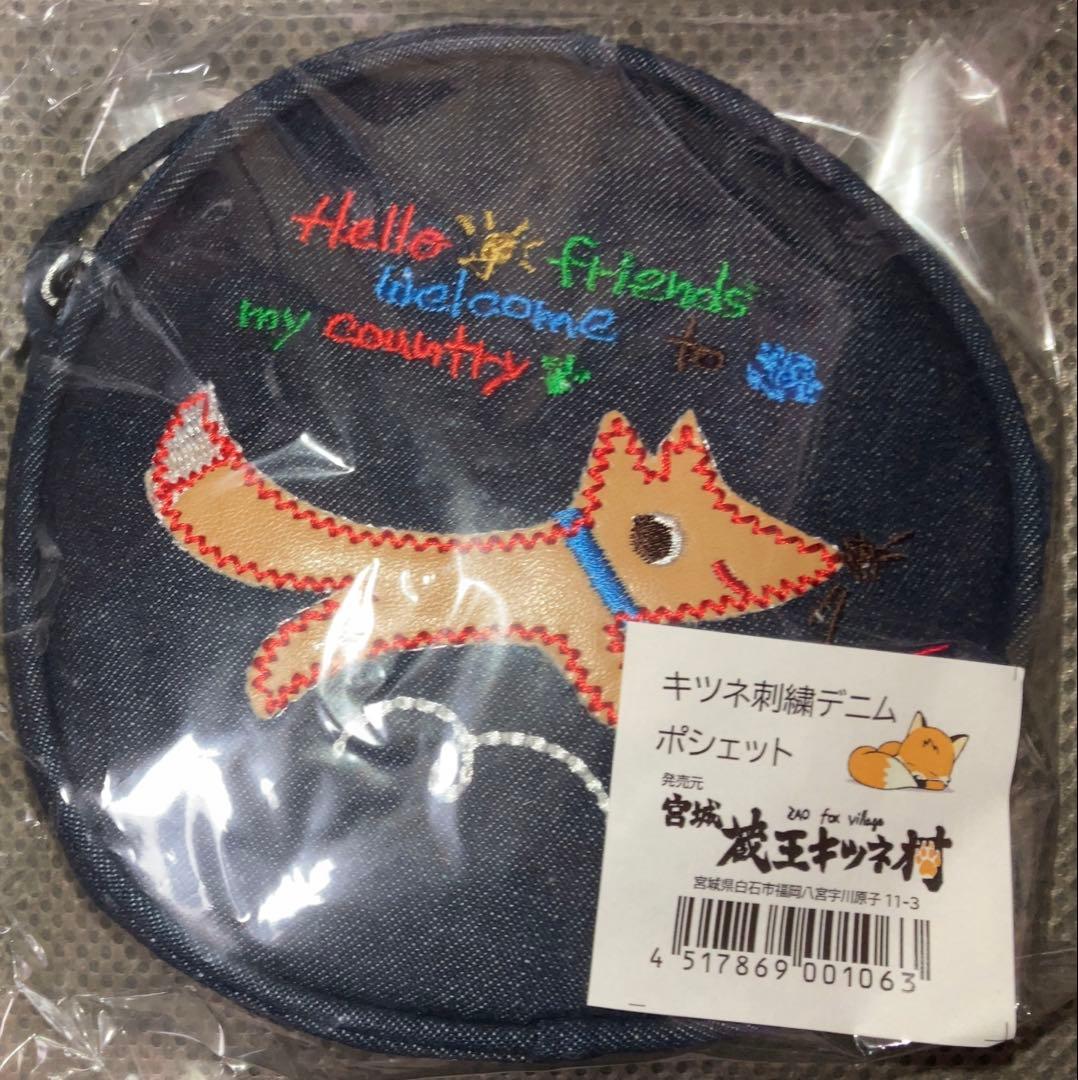 Hello friends
Welcome to
my country
キツネ刺繍デニム
ポシェット
発売元
宮城 ZAO fox village
蔵王キツネ村
宮城県白石市福岡八宮字川原子 11-3
4 517869 001063